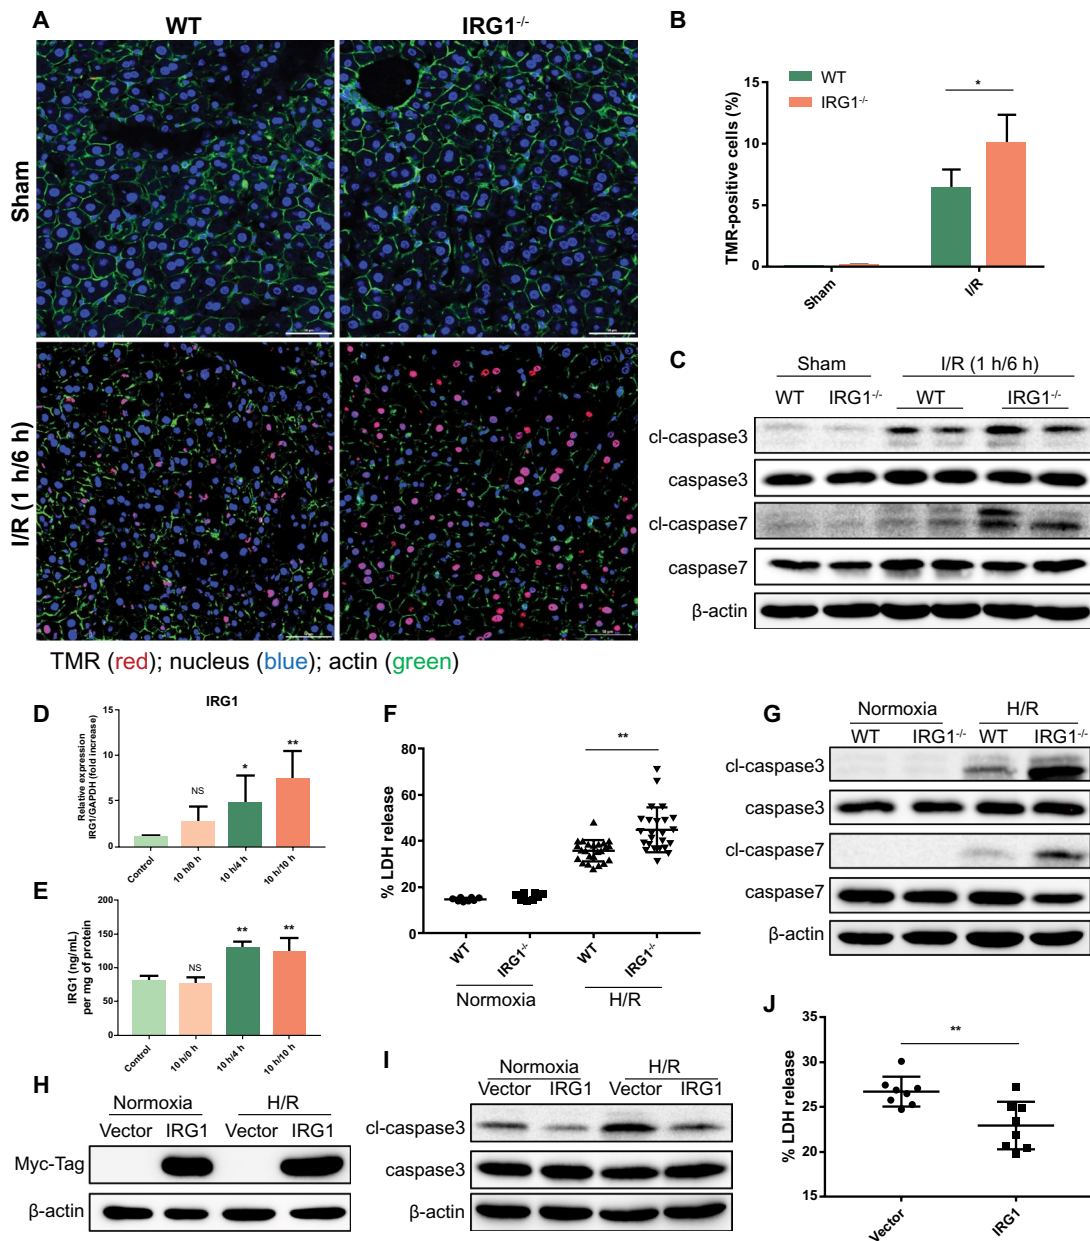 A
WT
IRG1-/-
Sham
I/R (1 h/6 h)
TMR (red); nucleus (blue); actin (green)
B
TMR-positive cells (%)
15
10
5
0
WT
IRG1-/-
*
Sham
I/R
C
Sham
I/R (1 h/6 h)
WT
IRG1-/-
WT
IRG1-/-
cl-caspase3
caspase3
cl-caspase7
caspase7
β-actin
D
IRG1
Relative expression
IRG1/GAPDH (fold increase)
15
10
5
0
NS
*
**
Control
10 h/0 h
10 h/4 h
10 h/10 h
E
IRG1 (ng/mL)
per mg of protein
200
150
100
50
0
NS
**
**
Control
10 h/0 h
10 h/4 h
10 h/10 h
F
% LDH release
80
60
40
20
0
**
WT
IRG1-/-
WT
IRG1-/-
Normoxia
H/R
G
Normoxia
H/R
WT
IRG1-/-
WT
IRG1-/-
cl-caspase3
caspase3
cl-caspase7
caspase7
β-actin
H
Normoxia
H/R
Vector
IRG1
Vector
IRG1
Myc-Tag
β-actin
I
Normoxia
H/R
Vector
IRG1
Vector
IRG1
cl-caspase3
caspase3
β-actin
J
% LDH release
35
30
25
20
15
**
Vector
IRG1